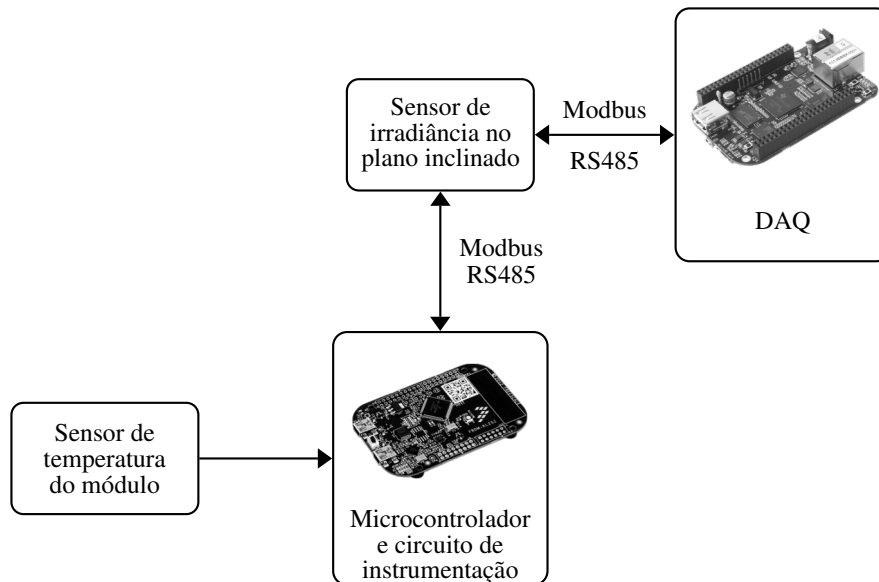 Sensor de
irradiância no
plano inclinado
Modbus
RS485
DAQ
Modbus
RS485
Sensor de
temperatura
do módulo
Microcontrolador
e circuito de
instrumentação